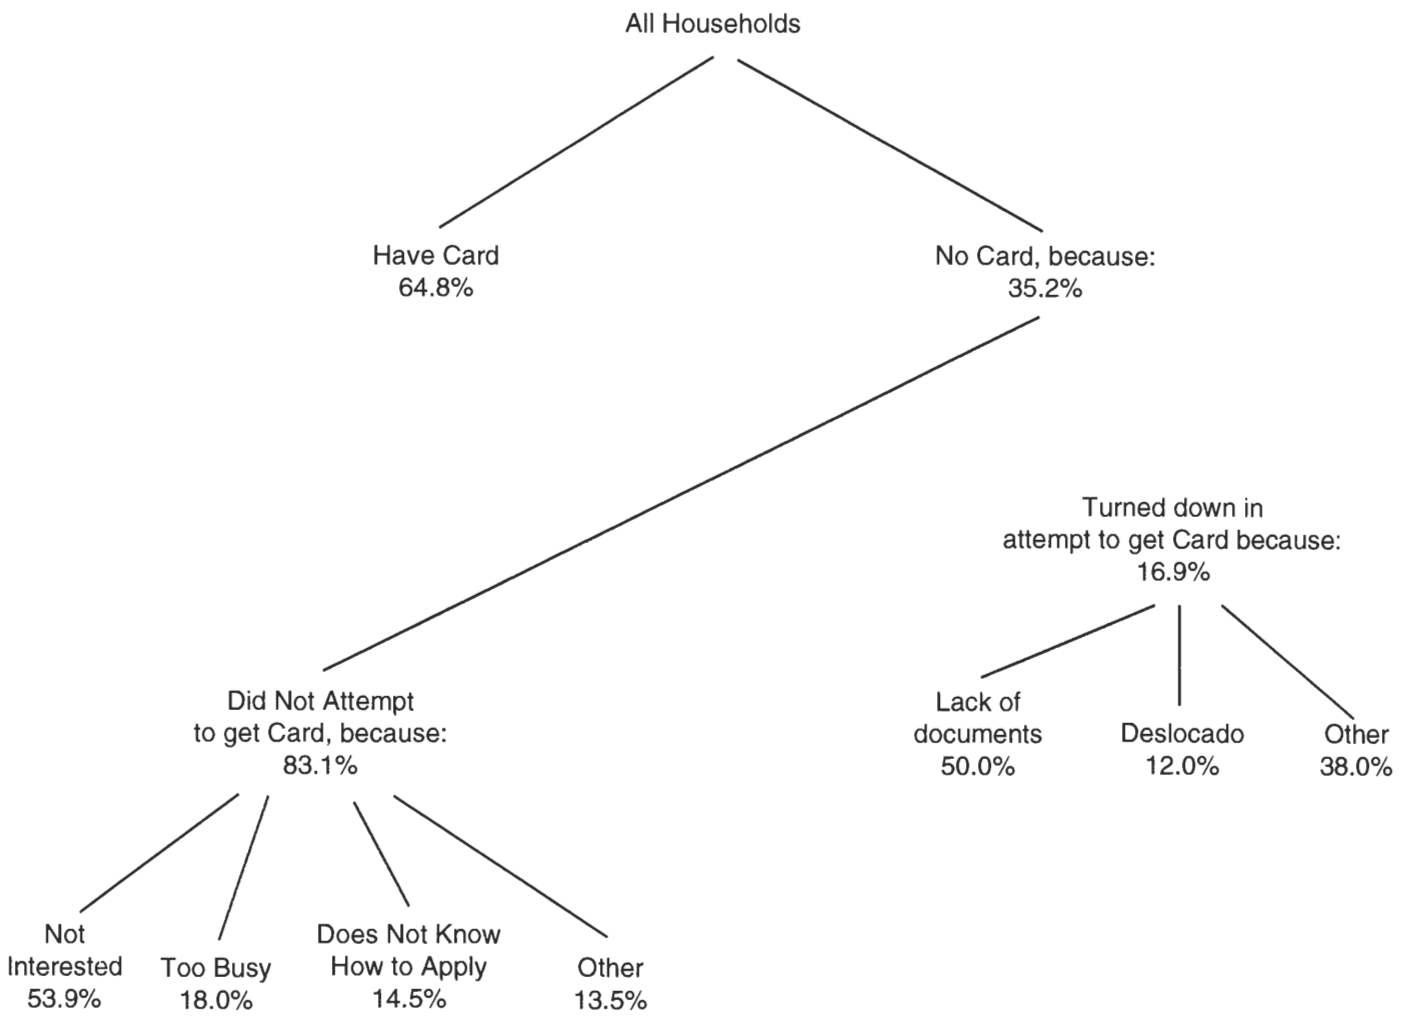 All Households
Have Card
64.8%
No Card, because:
35.2%
Turned down in
attempt to get Card because:
16.9%
Lack of
documents
50.0%
Deslocado
12.0%
Other
38.0%
Did Not Attempt
to get Card, because:
83.1%
Not
Interested
53.9%
Too Busy
18.0%
Does Not Know
How to Apply
14.5%
Other
13.5%